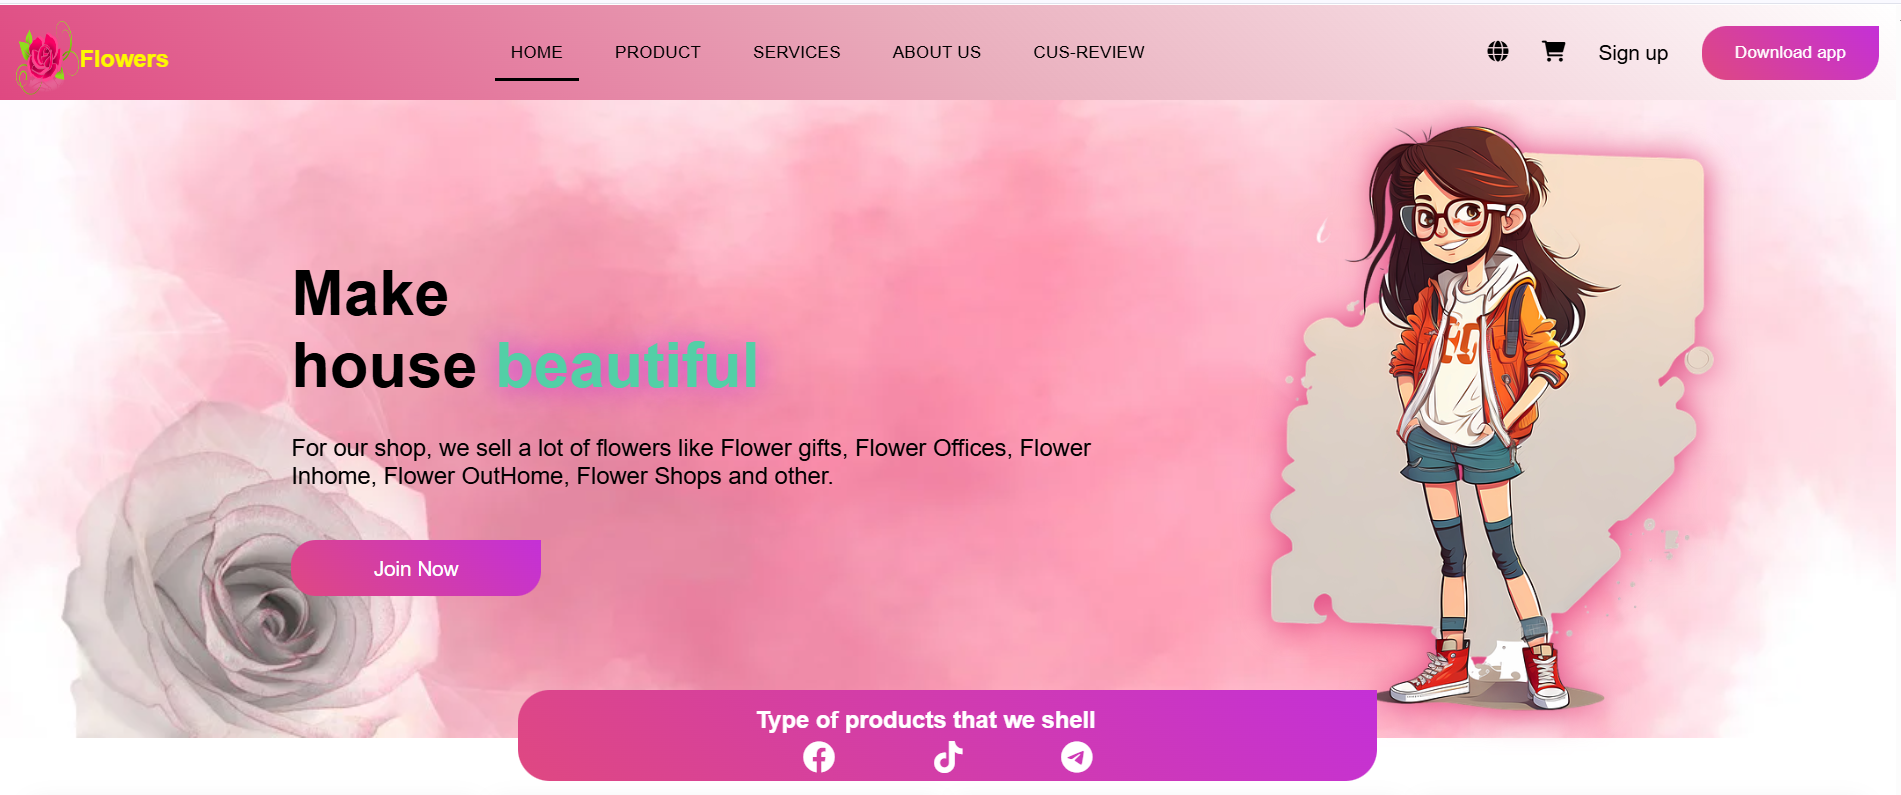 Flowers
HOME PRODUCT SERVICES ABOUT US CUS-REVIEW
Sign up
Download app
Make
house beautiful
For our shop, we sell a lot of flowers like Flower gifts, Flower Offices, Flower
Inhome, Flower OutHome, Flower Shops and other.
Join Now
Type of products that we shell